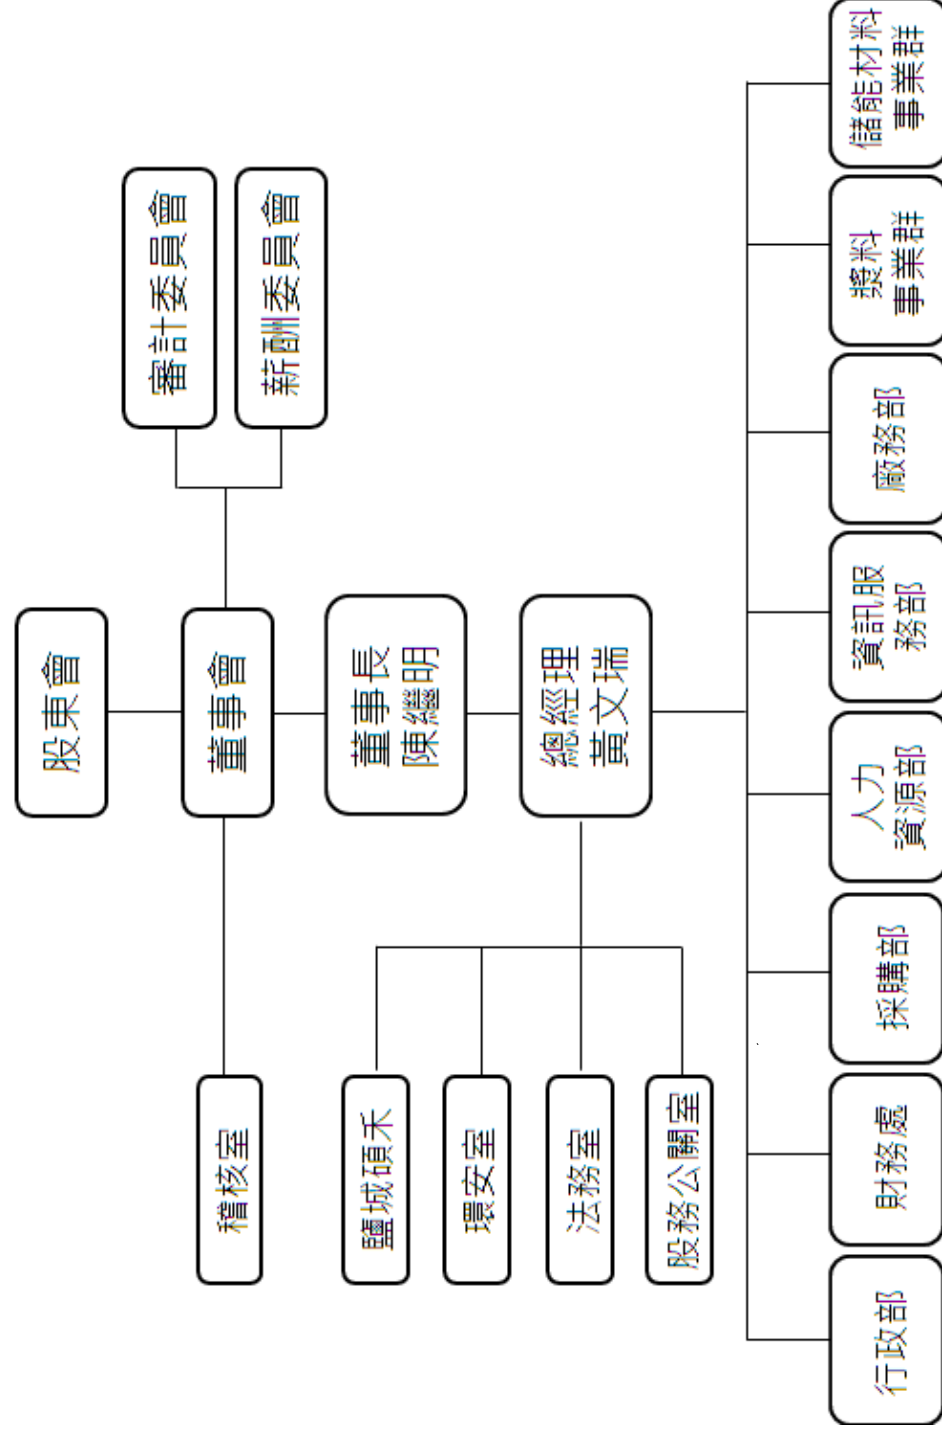 股東會
審計委員會
薪酬委員會
董事會
稽核室
董事長
陳繼明
總經理
黃文瑞
鹽城碩禾
環安室
法務室
股務公關室
行政部
財務處
採購部
人力
資源部
資訊服
務部
廠務部
漿料
事業群
儲能材料
事業群